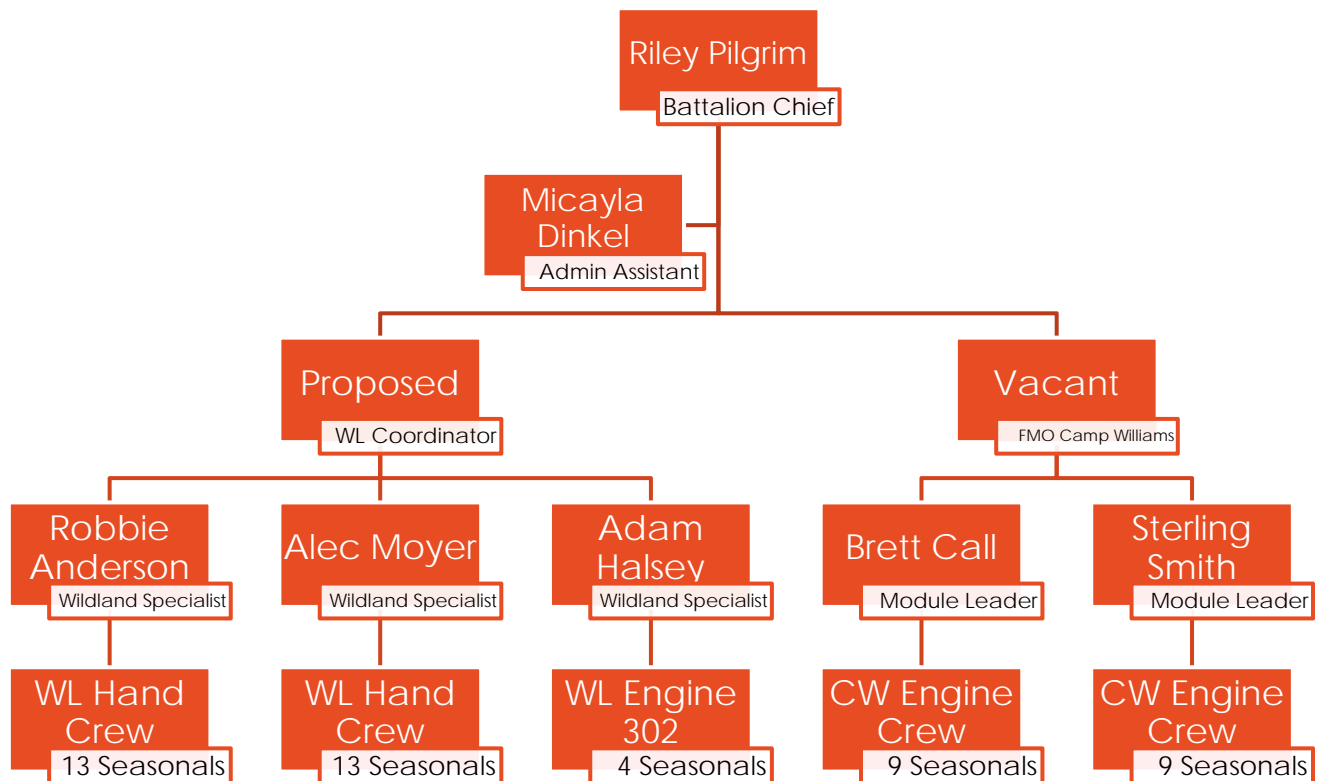 Riley Pilgrim
Battalion Chief
Micayla
Dinkel
Admin Assistant
Proposed
WL Coordinator
Vacant
FMO Camp Williams
Robbie
Anderson
Wildland Specialist
Alec Moyer
Wildland Specialist
Adam
Halsey
Wildland Specialist
Brett Call
Module Leader
Sterling
Smith
Module Leader
WL Hand
Crew
13 Seasonals
WL Hand
Crew
13 Seasonals
WL Engine
302
4 Seasonals
CW Engine
Crew
9 Seasonals
CW Engine
Crew
9 Seasonals